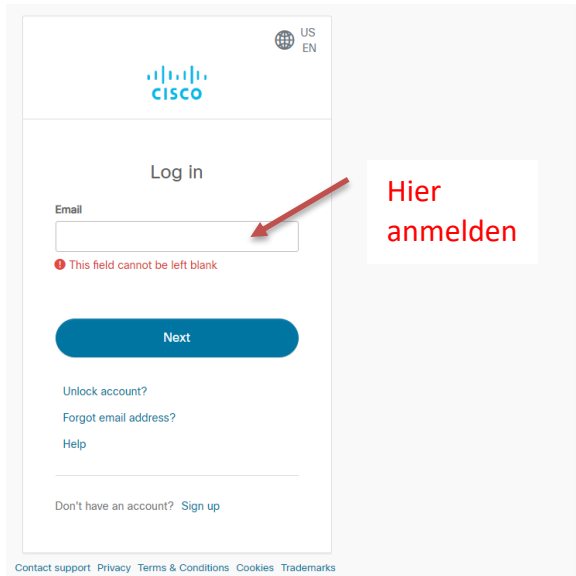 US
EN
CISCO
Log in
Email
Hier
anmelden
This field cannot be left blank
Next
Unlock account?
Forgot email address?
Help
Don't have an account? Sign up
Contact support Privacy Terms & Conditions Cookies Trademarks